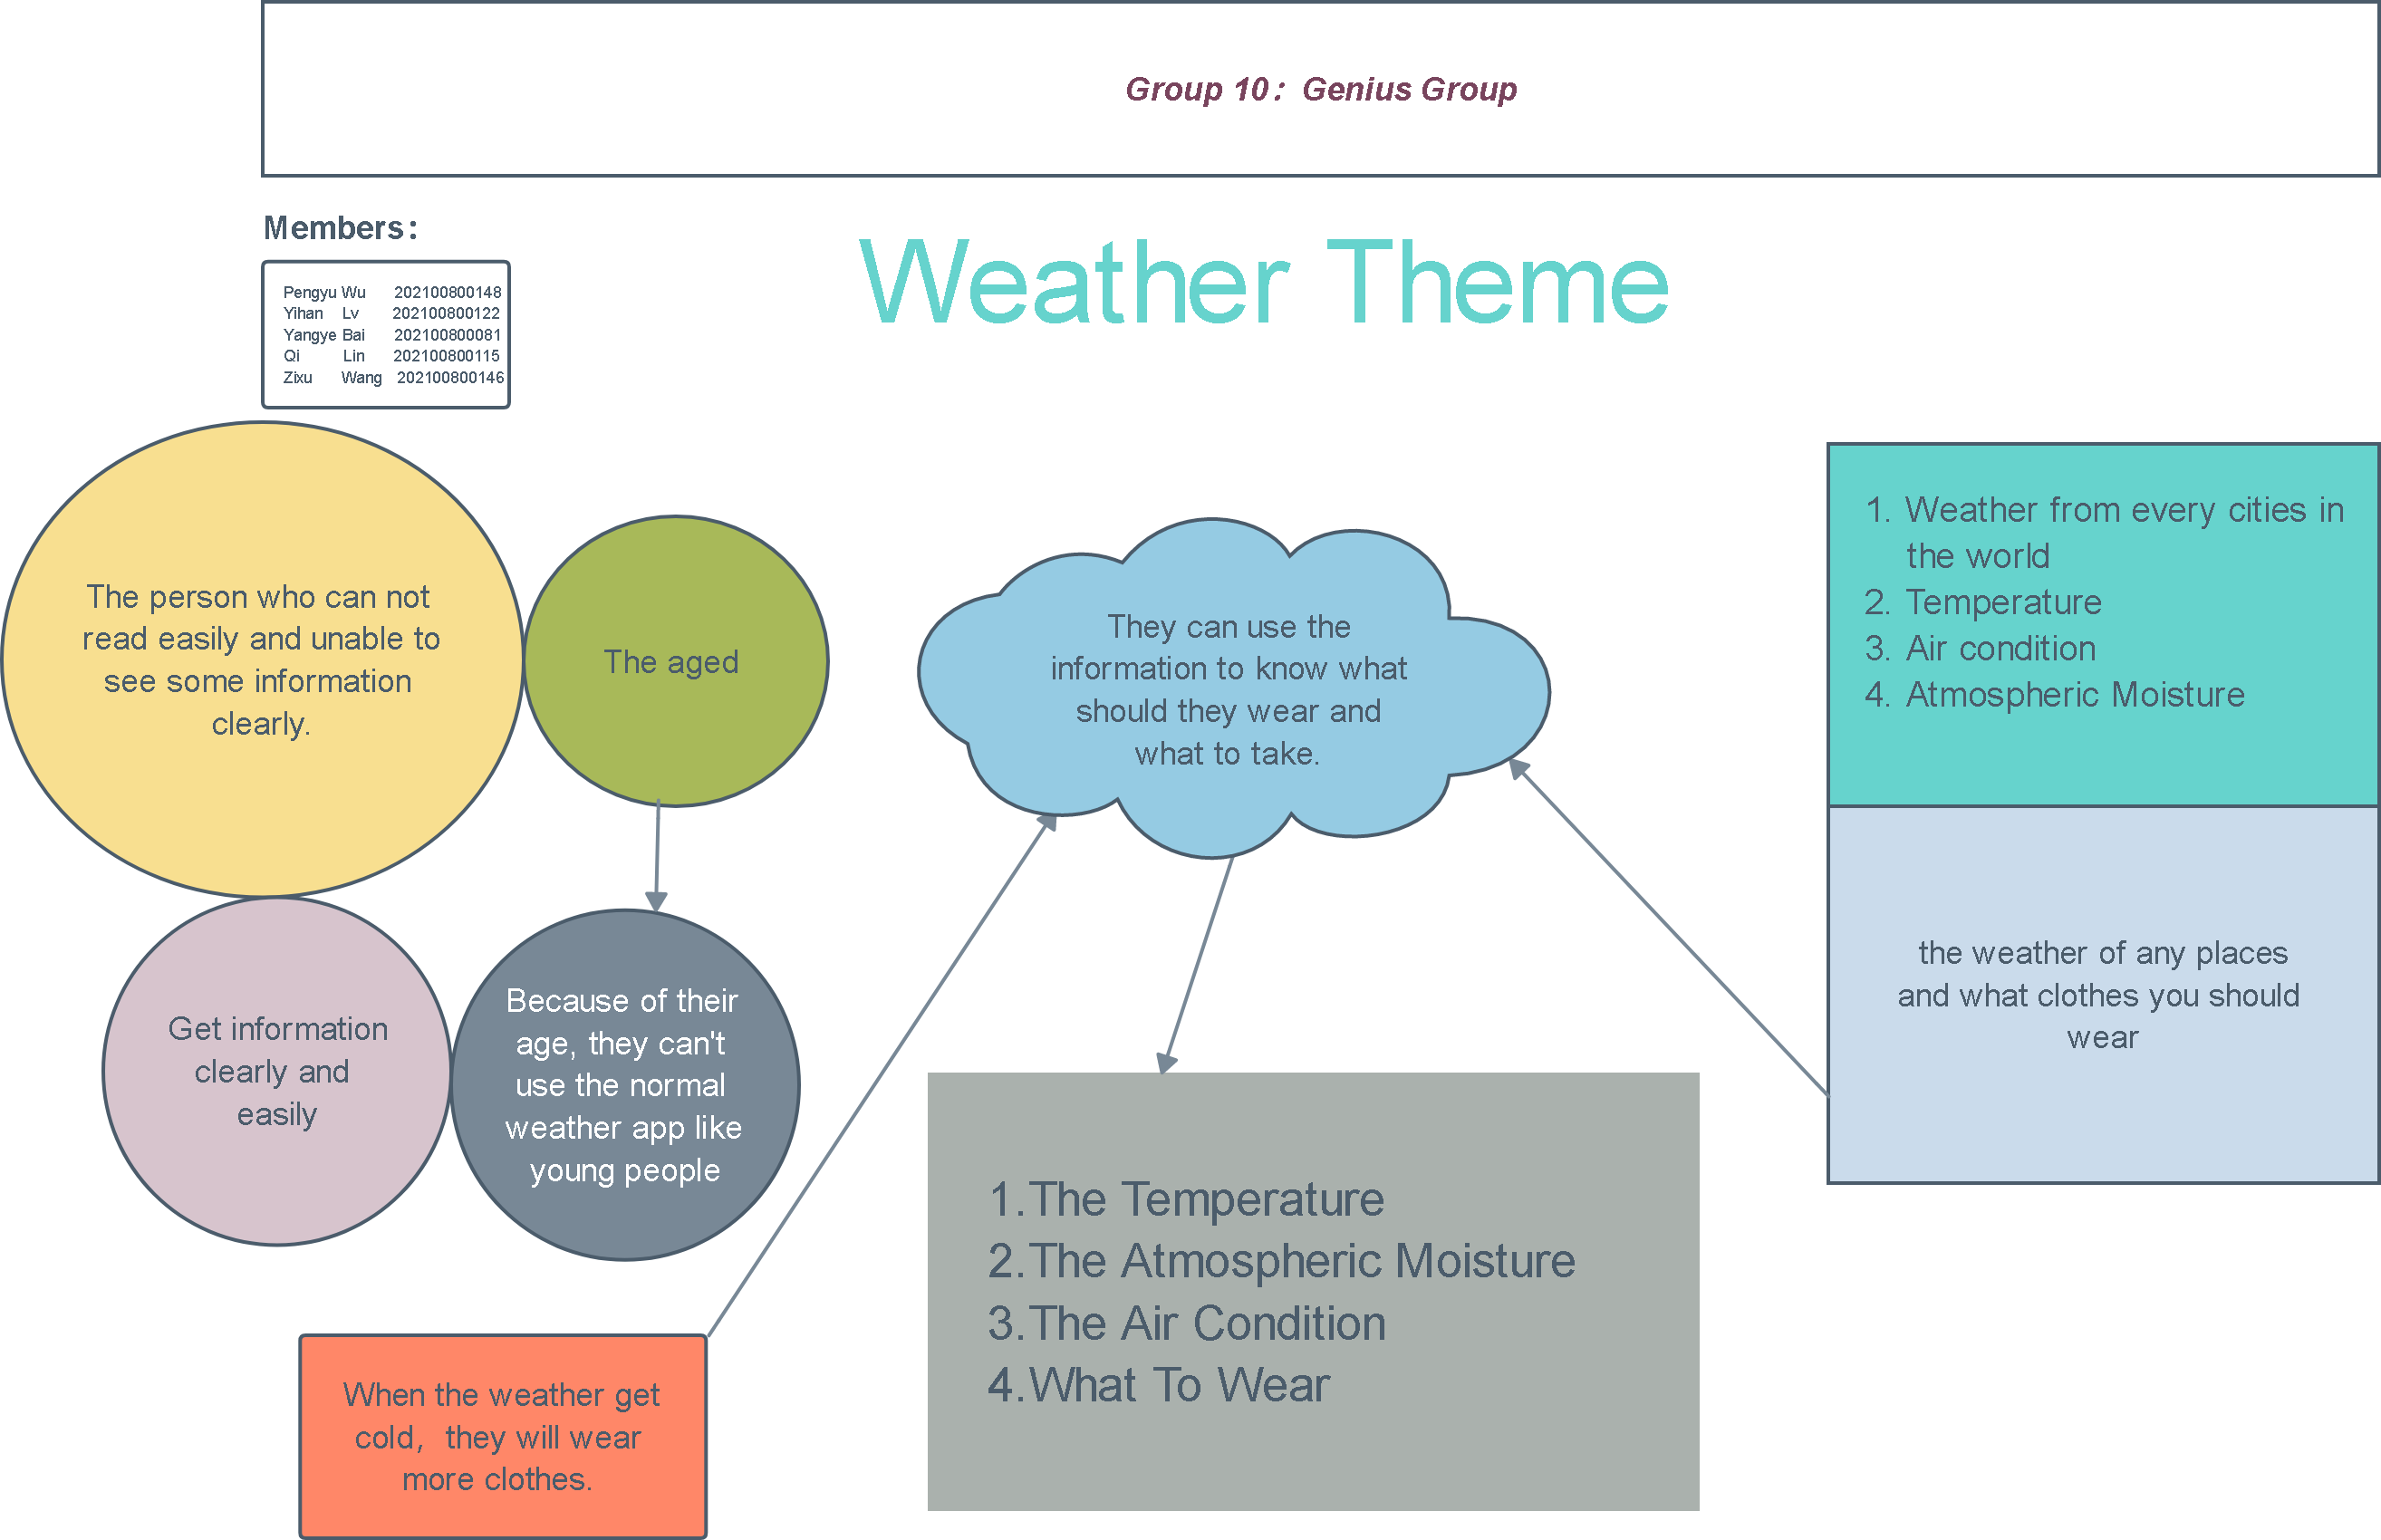 Group 10：Genius Group
Members：
Pengyu Wu 202100800148
Yihan Lv 202100800122
Yangye Bai 202100800081
Qi Lin 202100800115
Zixu Wang 202100800146
Weather Theme
The person who can not
read easily and unable to
see some information
clearly.
The aged
Get information
clearly and
easily
Because of their
age, they can't
use the normal
weather app like
young people
When the weather get
cold，they will wear
more clothes.
They can use the
information to know what
should they wear and
what to take.
1.The Temperature
2.The Atmospheric Moisture
3.The Air Condition
4.What To Wear
1. Weather from every cities in
the world
2. Temperature
3. Air condition
4. Atmospheric Moisture
the weather of any places
and what clothes you should
wear